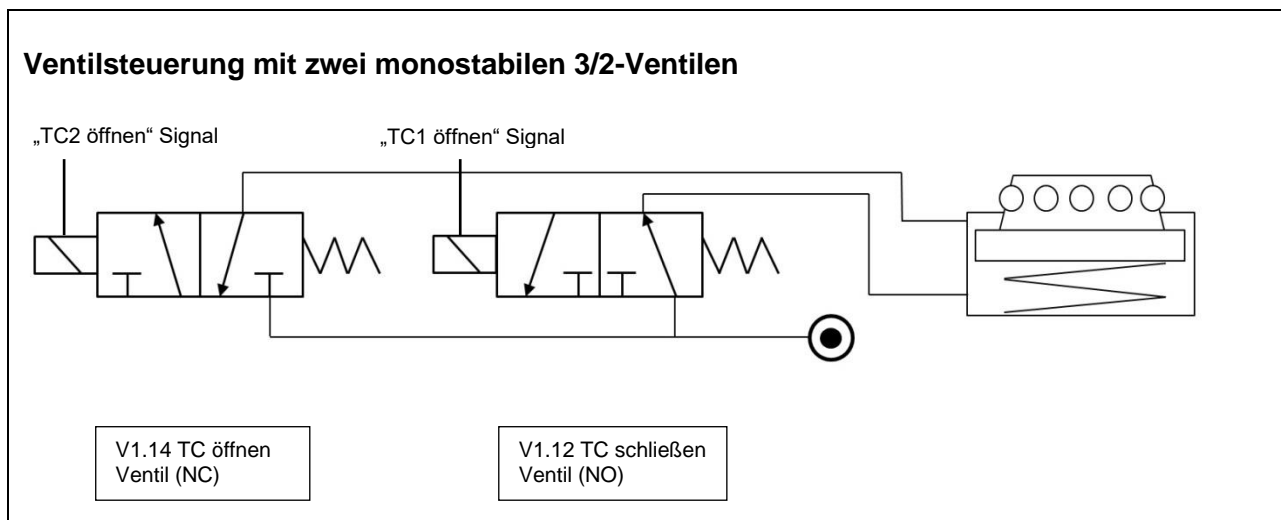 Ventilsteuerung mit zwei monostabilen 3/2-Ventilen
„TC2 öffnen“ Signal
„TC1 öffnen“ Signal
V1.14 TC öffnen
Ventil (NC)
V1.12 TC schließen
Ventil (NO)